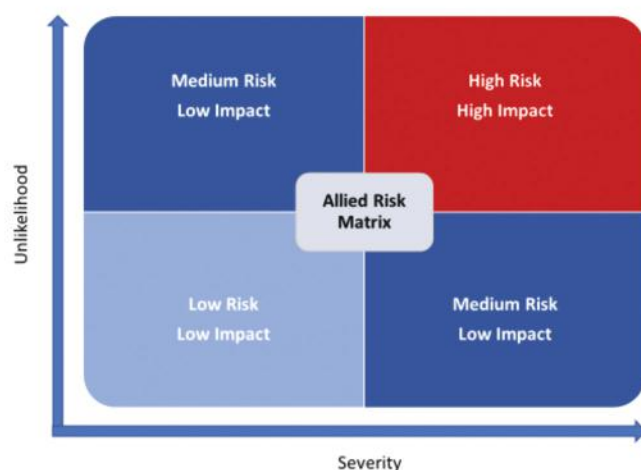 Medium Risk
Low Impact
High Risk
High Impact
Unlikelihood
Allied Risk
Matrix
Low Risk
Low Impact
Medium Risk
Low Impact
Severity